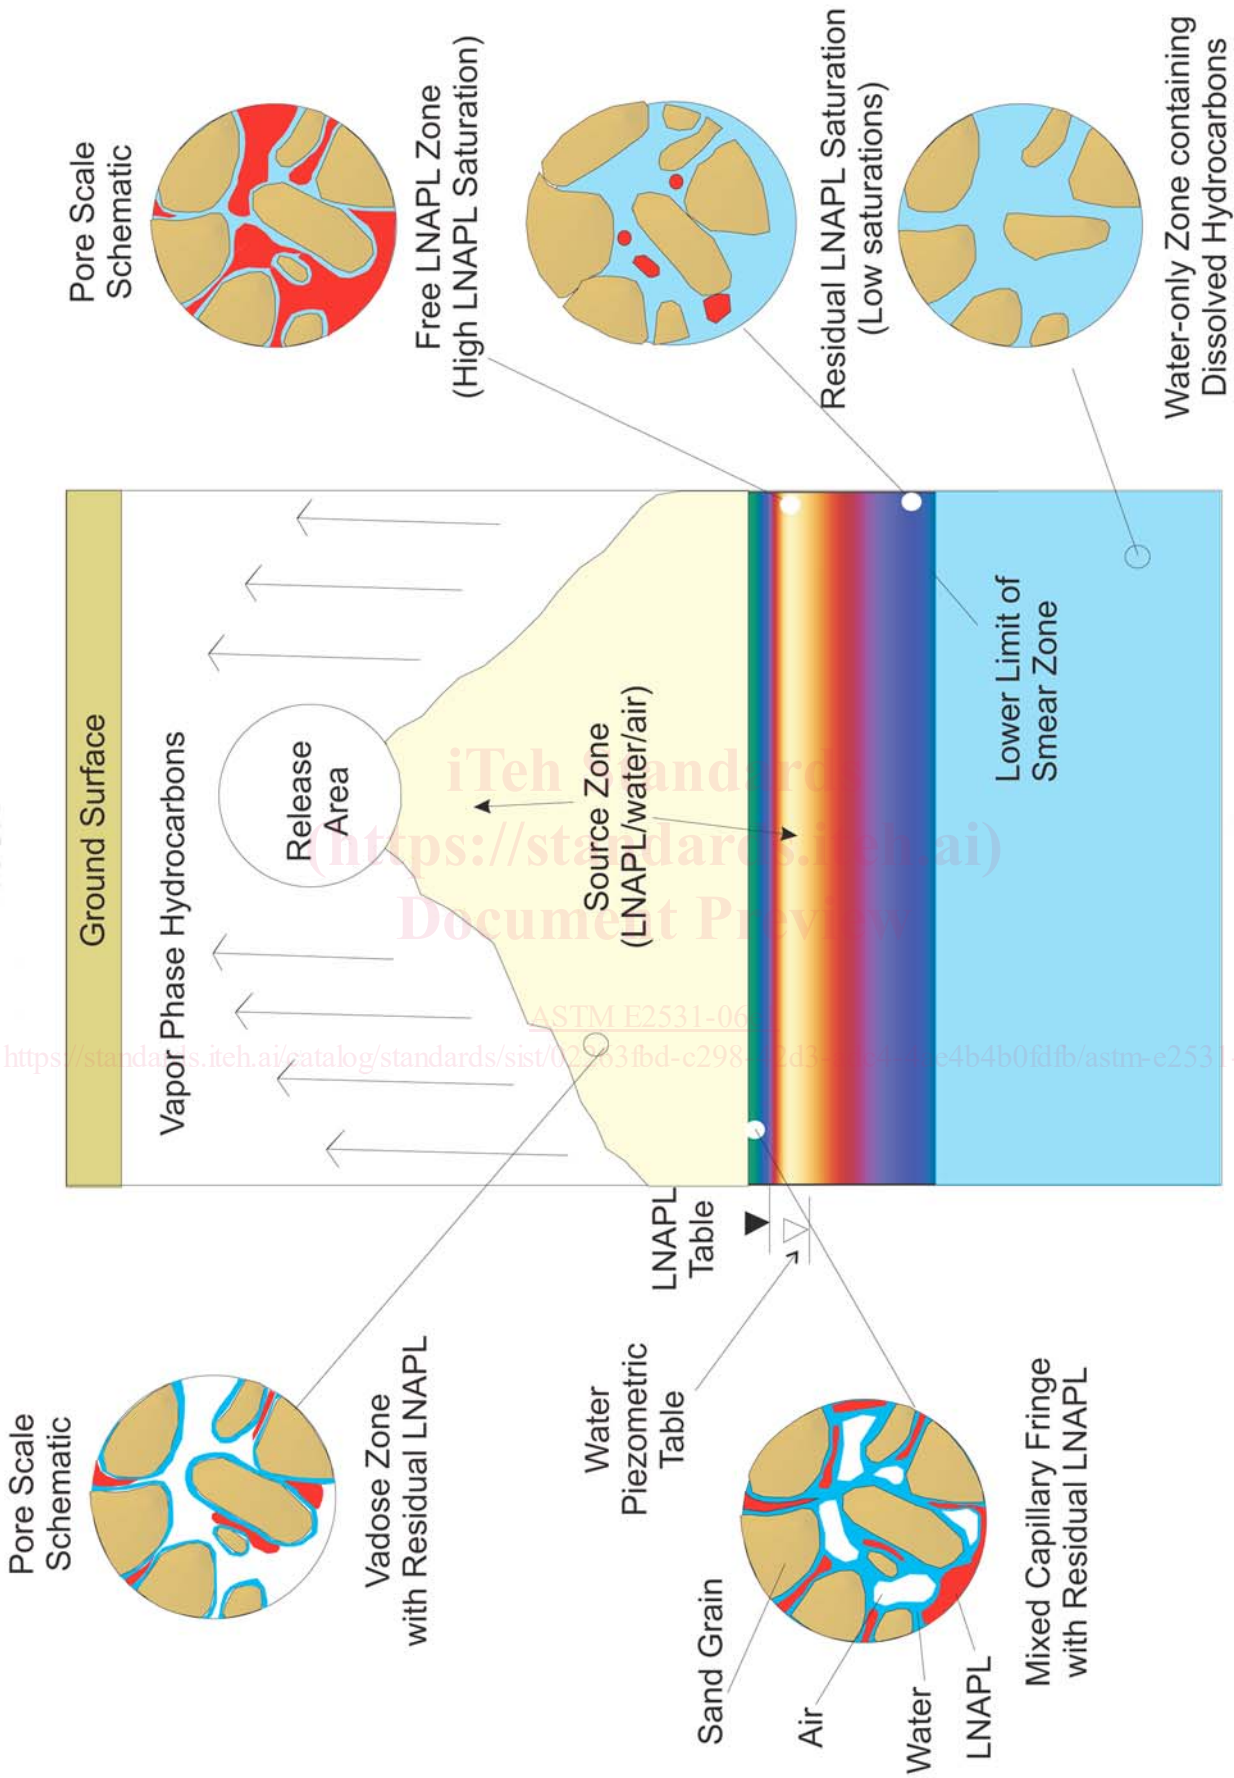 Ground Surface
Vapor Phase Hydrocarbons
Release
Area
Source Zone
(LNAPL/water/air)
Lower Limit of
Smear Zone
Pore Scale
Schematic
Vadose Zone
with Residual LNAPL
LNAPL
Table
Water
Piezometric
Table
Sand Grain
Air
Water
LNAPL
Mixed Capillary Fringe
with Residual LNAPL
Pore Scale
Schematic
Free LNAPL Zone
(High LNAPL Saturation)
Residual LNAPL Saturation
(Low saturations)
Water-only Zone containing
Dissolved Hydrocarbons
iTeh Standards
(https://standards.iteh.ai)
Document Preview
ASTM E2531-06